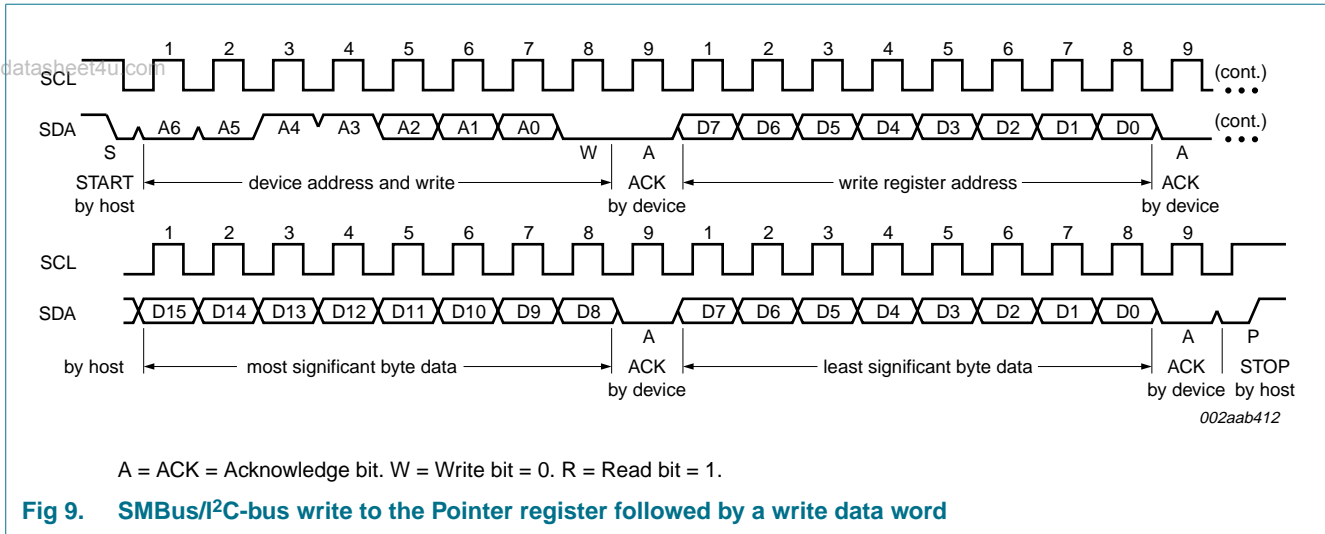 1 2 3 4 5 6 7 8 9 1 2 3 4 5 6 7 8 9
datasheet4u.com
SCL (cont.)
SDA A6 A5 A4 A3 A2 A1 A0 D7 D6 D5 D4 D3 D2 D1 D0 (cont.)
S W A A
START device address and write ACK write register address ACK
by host by device by device
1 2 3 4 5 6 7 8 9 1 2 3 4 5 6 7 8 9
SCL
SDA D15 D14 D13 D12 D11 D10 D9 D8 D7 D6 D5 D4 D3 D2 D1 D0
A A P
by host most significant byte data ACK least significant byte data ACK STOP
by device by device by host
002aab412
A = ACK = Acknowledge bit. W = Write bit = 0. R = Read bit = 1.
Fig 9. SMBus/I²C-bus write to the Pointer register followed by a write data word